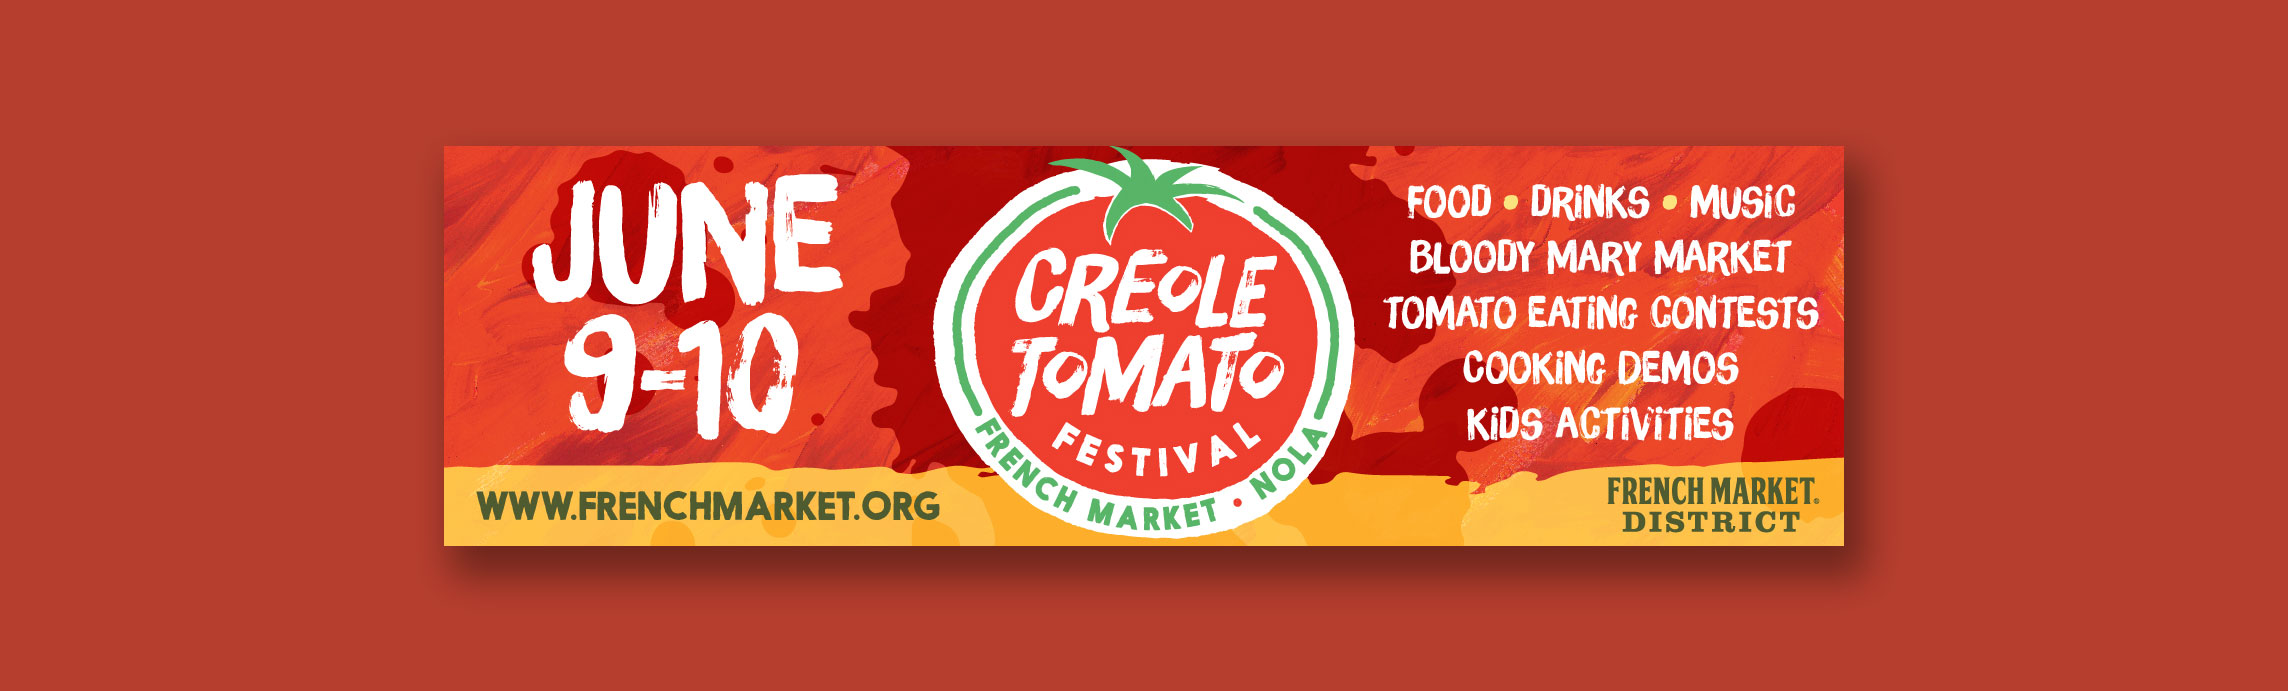 JUNE
9-10
WWW.FRENCHMARKET.ORG
CREOLE
TOMATO
FESTIVAL
FRENCH MARKET • NOLA
FOOD • DRINKS • MUSIC
BLOODY MARY MARKET
TOMATO EATING CONTESTS
COOKING DEMOS
KIDS ACTIVITIES
FRENCH MARKET®
DISTRICT